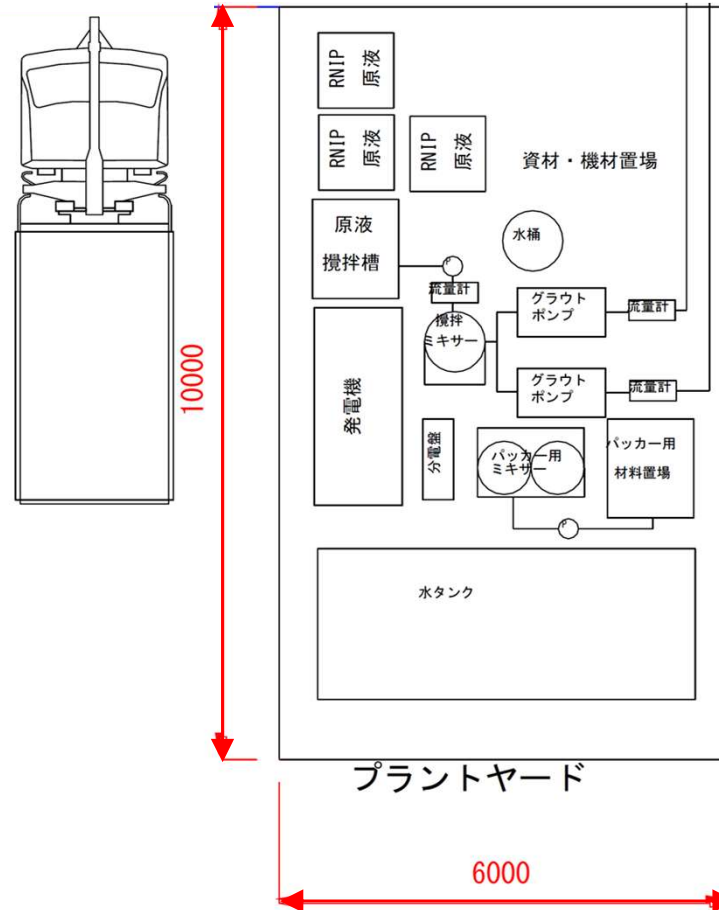 RNIP
原液
RNIP
原液
RNIP
原液
資材・機材置場
原液
攪拌槽
水桶
P
流量計
攪拌
ミキサー
グラウト
ポンプ
流量計
10000
発電機
グラウト
ポンプ
流量計
分電盤
パッカー用
ミキサー
パッカー用
材料置場
P
水タンク
プラントヤード
6000